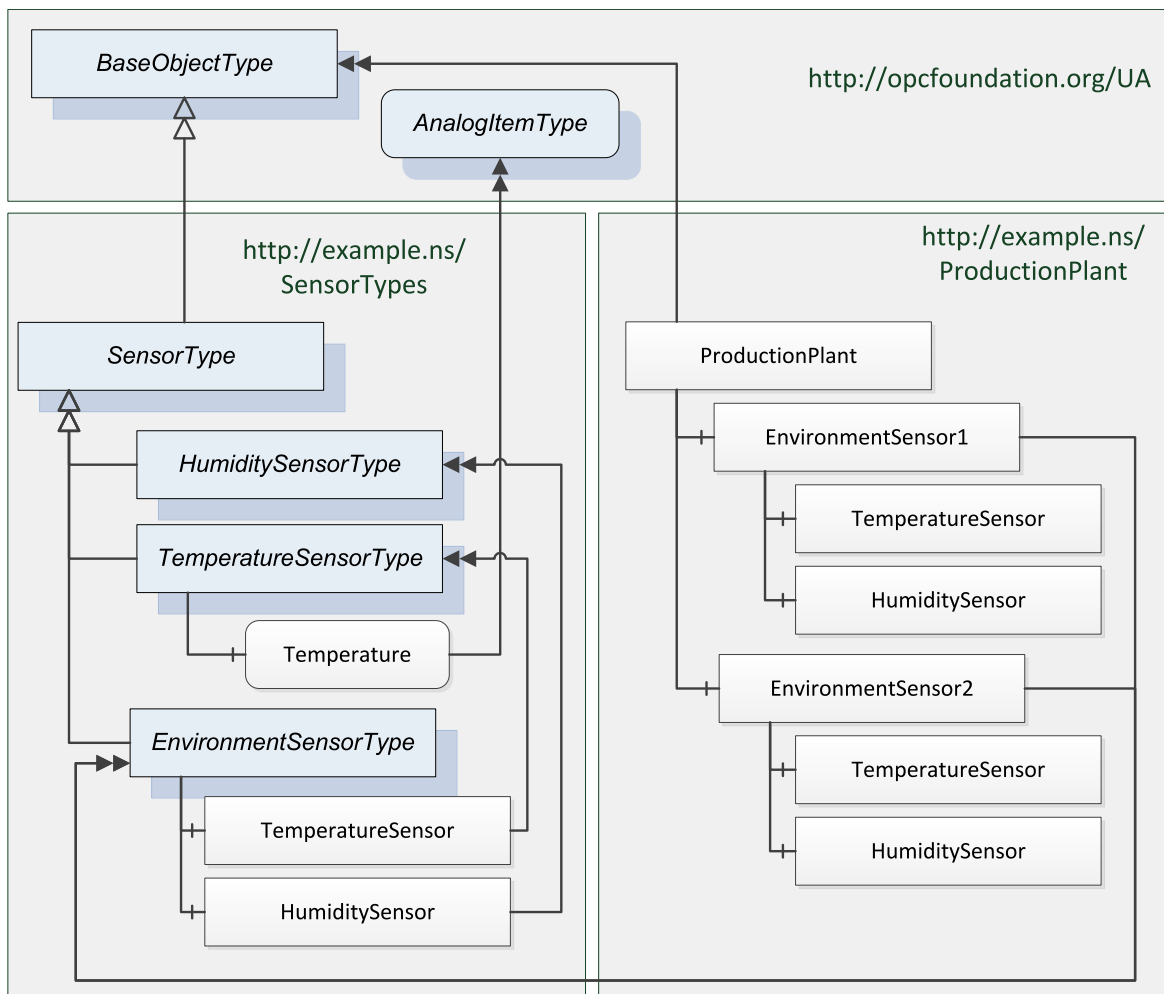 BaseObjectType
http://opcfoundation.org/UA
AnalogItemType
http://example.ns/
SensorTypes
SensorType
HumiditySensorType
TemperatureSensorType
Temperature
EnvironmentSensorType
TemperatureSensor
HumiditySensor
http://example.ns/
ProductionPlant
ProductionPlant
EnvironmentSensor1
TemperatureSensor
HumiditySensor
EnvironmentSensor2
TemperatureSensor
HumiditySensor